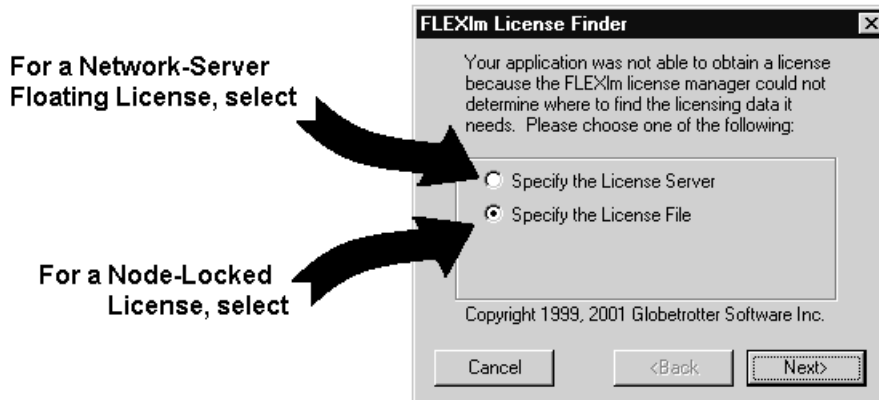 For a Network-Server
Floating License, select
For a Node-Locked
License, select
FLEXlm License Finder
Your application was not able to obtain a license
because the FLEXlm license manager could not
determine where to find the licensing data it
needs. Please choose one of the following:
Specify the License Server
Specify the License File
Copyright 1999, 2001 Globetrotter Software Inc.
Cancel
<Back
Next>